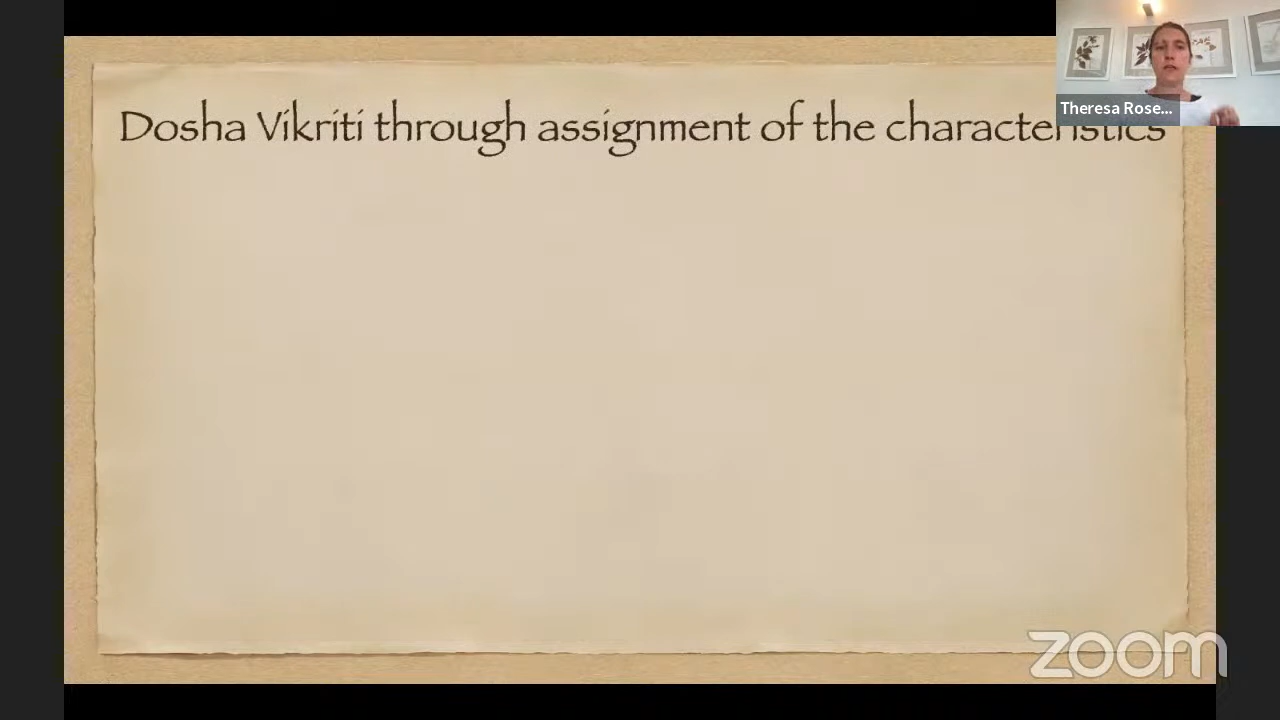 Dosha Vikriti through assignment of the characteristics
Theresa Rose...
zoom